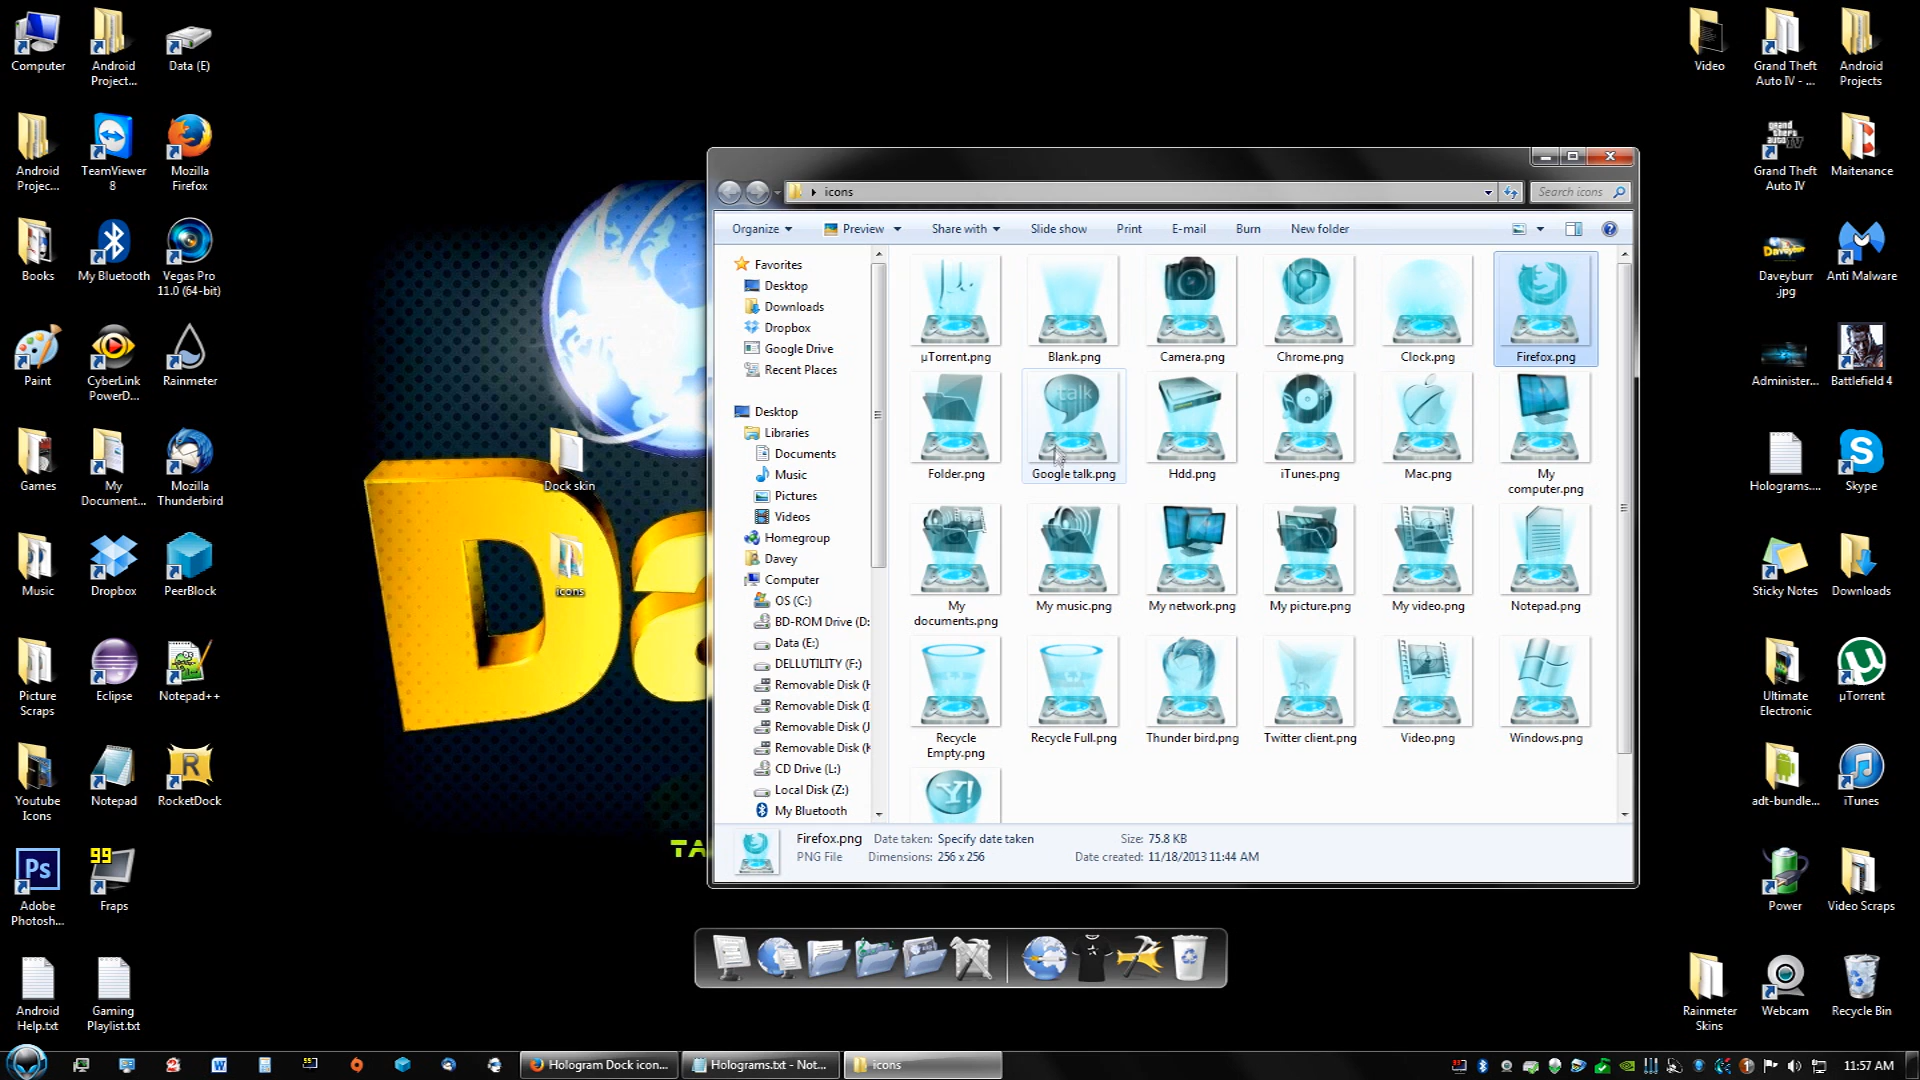 Computer
Android
Project...
Data (E)
Android
Projec...
TeamViewer
8
Mozilla
Firefox
Books
My Bluetooth
Vegas Pro
11.0 (64-bit)
Paint
CyberLink
PowerD...
Rainmeter
Games
My
Document...
Mozilla
Thunderbird
Music
Dropbox
PeerBlock
Picture
Scraps
Eclipse
Notepad++
Youtube
Icons
Notepad
RocketDock
Ps
Adobe
Photosh...
99
Fraps
Android
Help.txt
Gaming
Playlist.txt
Dock skin
icons
Da
TA
icons
Search icons
Organize
Preview
Share with
Slide show
Print
E-mail
Burn
New folder
Favorites
Desktop
Downloads
Dropbox
Google Drive
Recent Places
Desktop
Libraries
Documents
Music
Pictures
Videos
Homegroup
Davey
Computer
OS (C:)
BD-ROM Drive (D:
Data (E:)
DELLUTILITY (F:)
Removable Disk (H
Removable Disk (I
Removable Disk (J
Removable Disk (K
CD Drive (L:)
Local Disk (Z:)
My Bluetooth
µTorrent.png
Blank.png
Camera.png
Chrome.png
Clock.png
Firefox.png
talk
Folder.png
Google talk.png
Hdd.png
iTunes.png
Mac.png
My
computer.png
My
documents.png
My music.png
My network.png
My picture.png
My video.png
Notepad.png
Recycle
Empty.png
Recycle Full.png
Thunder bird.png
Twitter client.png
Video.png
Windows.png
Y!
Firefox.png
Date taken: Specify date taken
Size: 75.8 KB
PNG File
Dimensions: 256 x 256
Date created: 11/18/2013 11:44 AM
Video
Grand Theft
Auto IV - ...
Android
Projects
grand theft auto IV
Grand Theft
Auto IV
Maitenance
Daveyburr
.jpg
Anti Malware
Administer...
Battlefield 4
Holograms....
Skype
Sticky Notes
Downloads
Ultimate
Electronic
µTorrent
adt-bundle...
iTunes
Power
Video Scraps
Rainmeter
Skins
Webcam
Recycle Bin
Hologram Dock icon...
Holograms.txt - Not...
icons
11:57 AM